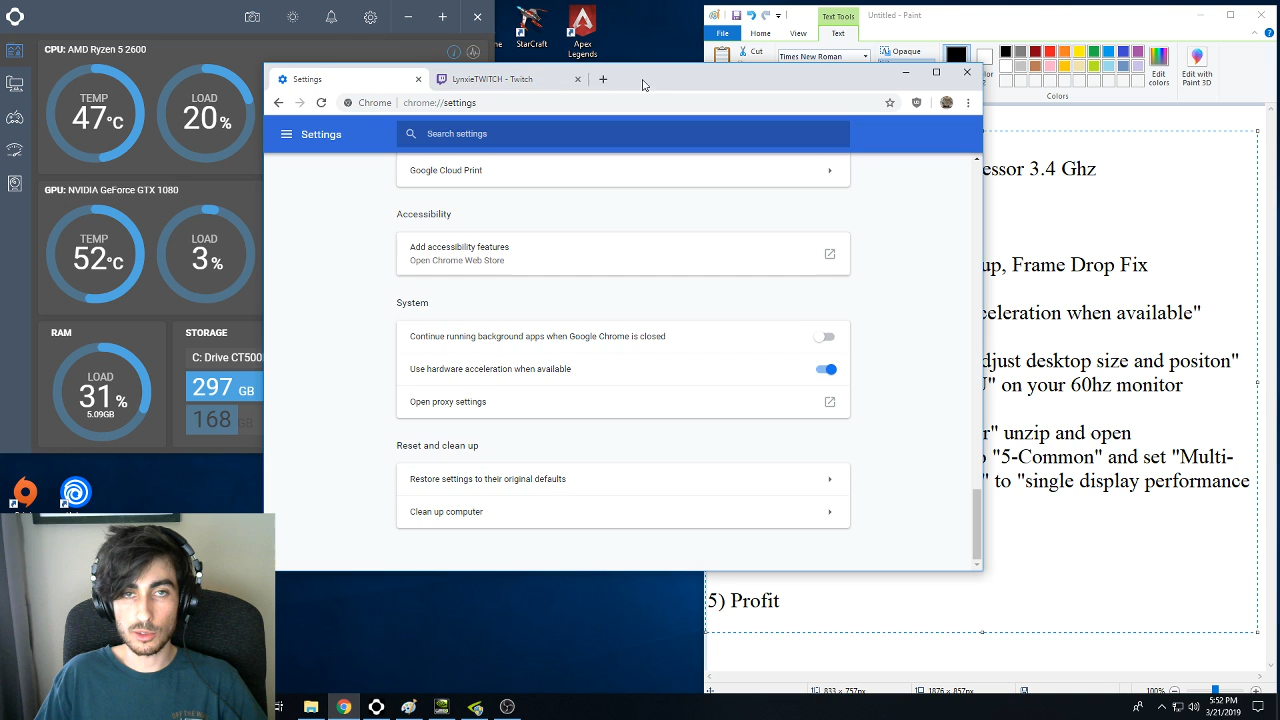 CPU: AMD Ryzen 5 2600
TEMP
47°C
LOAD
20%
GPU: NVIDIA GeForce GTX 1080
TEMP
52°C
LOAD
3%
RAM
LOAD
31%
5.09GB
STORAGE
C: Drive CT500
297 GB
168 GB
StarCraft
Apex
Legends
Text Tools
Untitled - Paint
File
Home
View
Text
Cut
Times New Roman
Opaque
Edit
colors
Edit with
Paint 3D
Colors
Settings
LynxieTWITCH - Twitch
Chrome
chrome://settings
Settings
Search settings
Google Cloud Print
Accessibility
Add accessibility features
Open Chrome Web Store
System
Continue running background apps when Google Chrome is closed
Use hardware acceleration when available
Open proxy settings
Reset and clean up
Restore settings to their original defaults
Clean up computer
essor 3.4 Ghz
up, Frame Drop Fix
celeration when available"
djust desktop size and positon"
" on your 60hz monitor
r" unzip and open
"5-Common" and set "Multi-
" to "single display performance
5) Profit
833 × 757px
1876 × 857px
100%
5:52 PM
3/21/2019